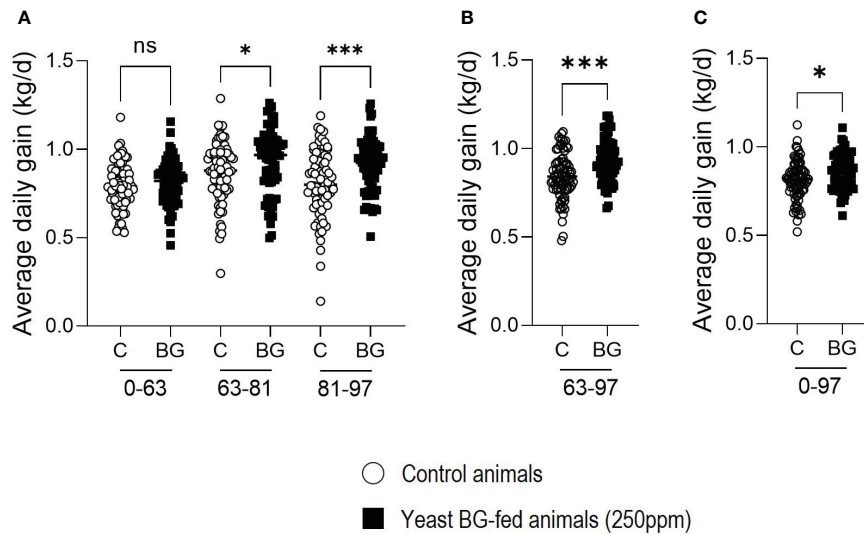 A
B
C
ns
*
***
***
*
Average daily gain (kg/d)
1.5
1.0
0.5
0.0
C BG C BG C BG
0-63 63-81 81-97
Average daily gain (kg/d)
1.5
1.0
0.5
0.0
C BG
63-97
Average daily gain (kg/d)
1.5
1.0
0.5
0.0
C BG
0-97
Control animals
Yeast BG-fed animals (250ppm)